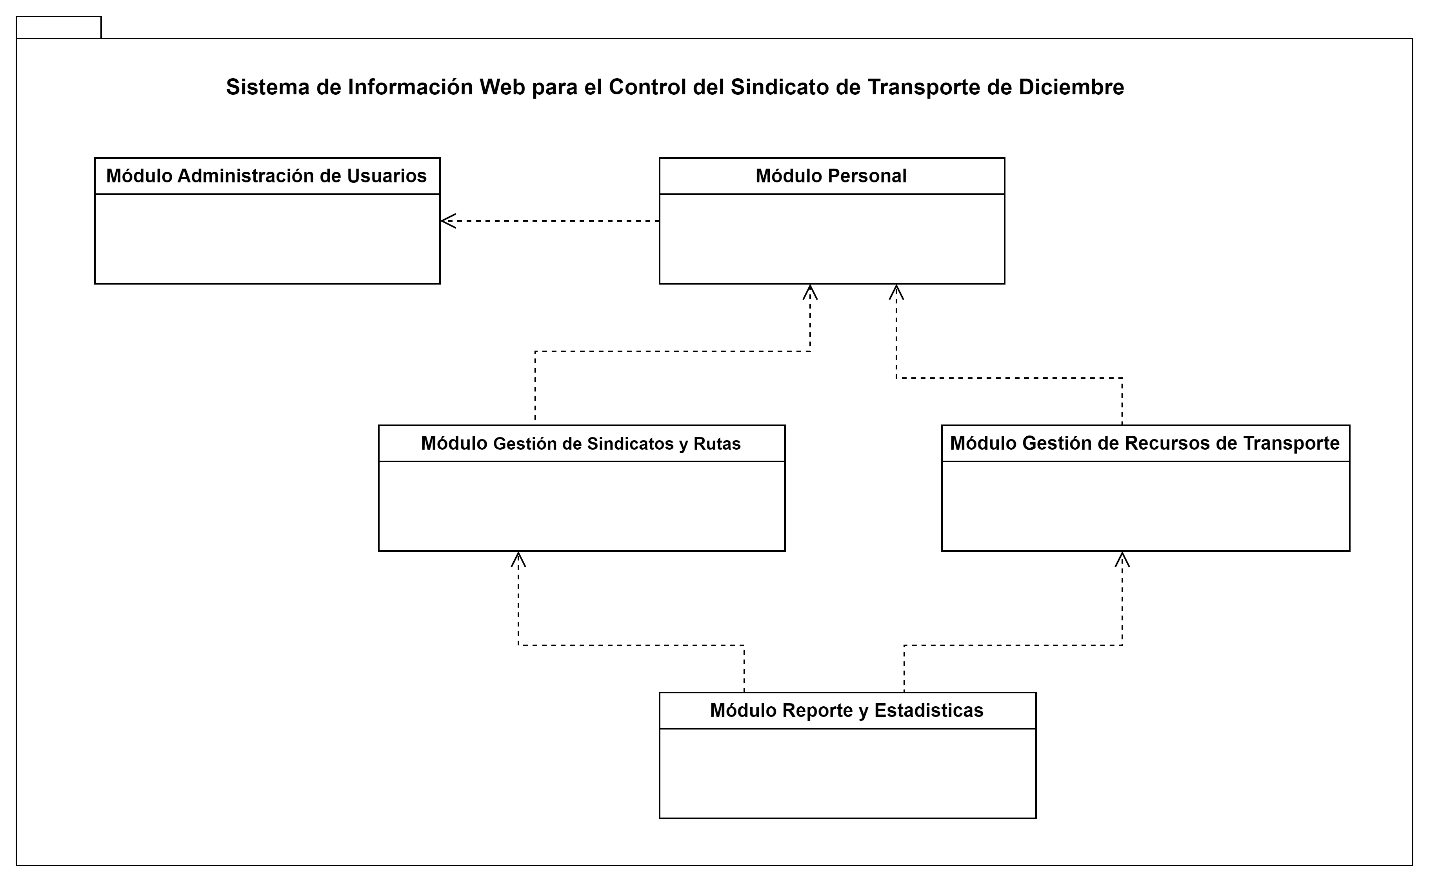 Sistema de Información Web para el Control del Sindicato de Transporte de Diciembre
Módulo Administración de Usuarios
Módulo Personal
Módulo Gestión de Sindicatos y Rutas
Módulo Gestión de Recursos de Transporte
Módulo Reporte y Estadisticas